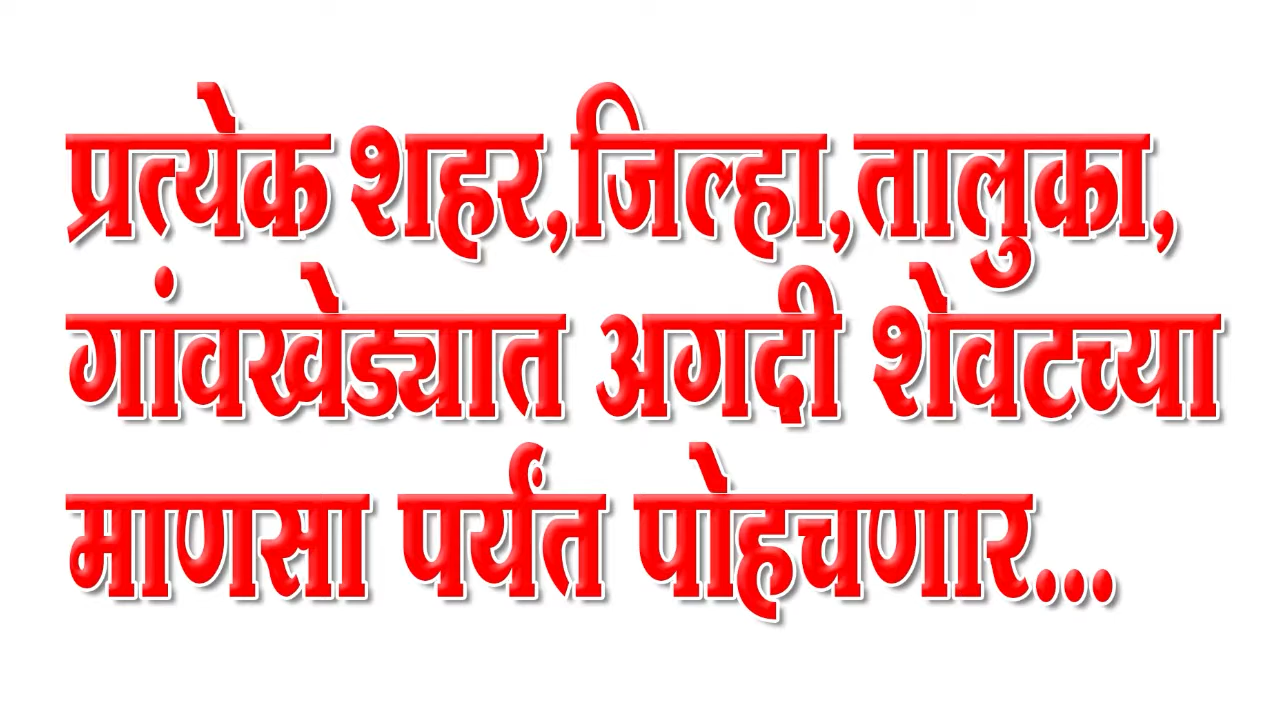 प्रत्येक शहर,जिल्हा,तालुका,
गांवखेड्यात अगदी शेवटच्या
माणसा पर्यंत पोहचणार...